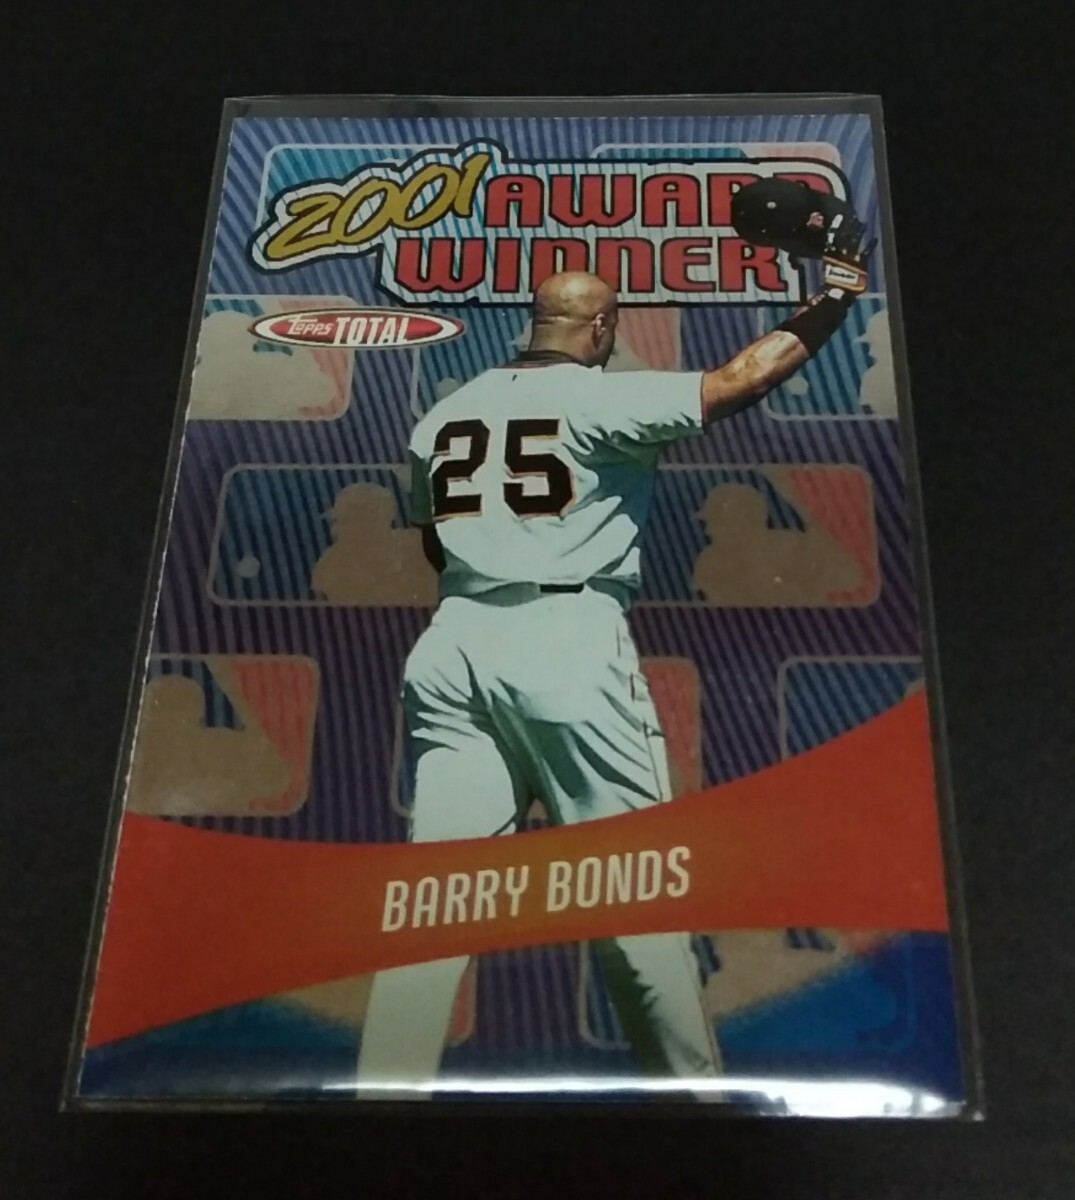 2001 AWARD
WINNER
Topps TOTAL
25
BARRY BONDS